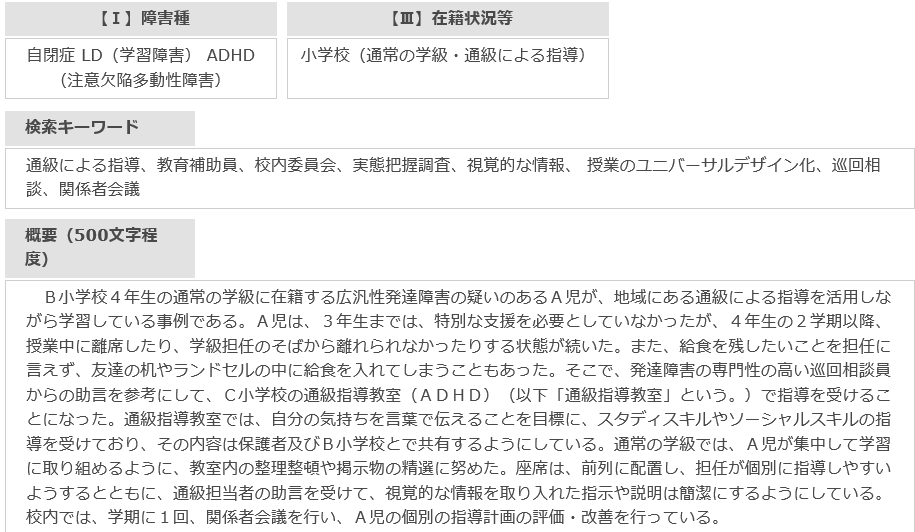 【Ⅰ】障害種
【Ⅲ】在籍状況等
自閉症 LD（学習障害） ADHD
（注意欠陥多動性障害）
小学校（通常の学級・通級による指導）
検索キーワード
通級による指導、教育補助員、校内委員会、実態把握調査、視覚的な情報、 授業のユニバーサルデザイン化、巡回相
談、関係者会議
概要（500文字程
度）
　Ｂ小学校４年生の通常の学級に在籍する広汎性発達障害の疑いのあるＡ児が、地域にある通級による指導を活用しな
がら学習している事例である。Ａ児は、３年生までは、特別な支援を必要としていなかったが、４年生の２学期以降、
授業中に離席したり、学級担任のそばから離れられなかったりする状態が続いた。また、給食を残したいことを担任に
言えず、友達の机やランドセルの中に給食を入れてしまうこともあった。そこで、発達障害の専門性の高い巡回相談員
からの助言を参考にして、Ｃ小学校の通級指導教室（ＡＤＨＤ）（以下「通級指導教室」という。）で指導を受けるこ
とになった。通級指導教室では、自分の気持ちを言葉で伝えることを目標に、スタディスキルやソーシャルスキルの指
導を受けており、その内容は保護者及びＢ小学校とで共有するようにしている。通常の学級では、Ａ児が集中して学習
に取り組めるように、教室内の整理整頓や掲示物の精選に努めた。座席は、前列に配置し、担任が個別に指導しやすい
ようするとともに、通級担当者の助言を受けて、視覚的な情報を取り入れた指示や説明は簡潔にするようにしている。
校内では、学期に１回、関係者会議を行い、Ａ児の個別の指導計画の評価・改善を行っている。